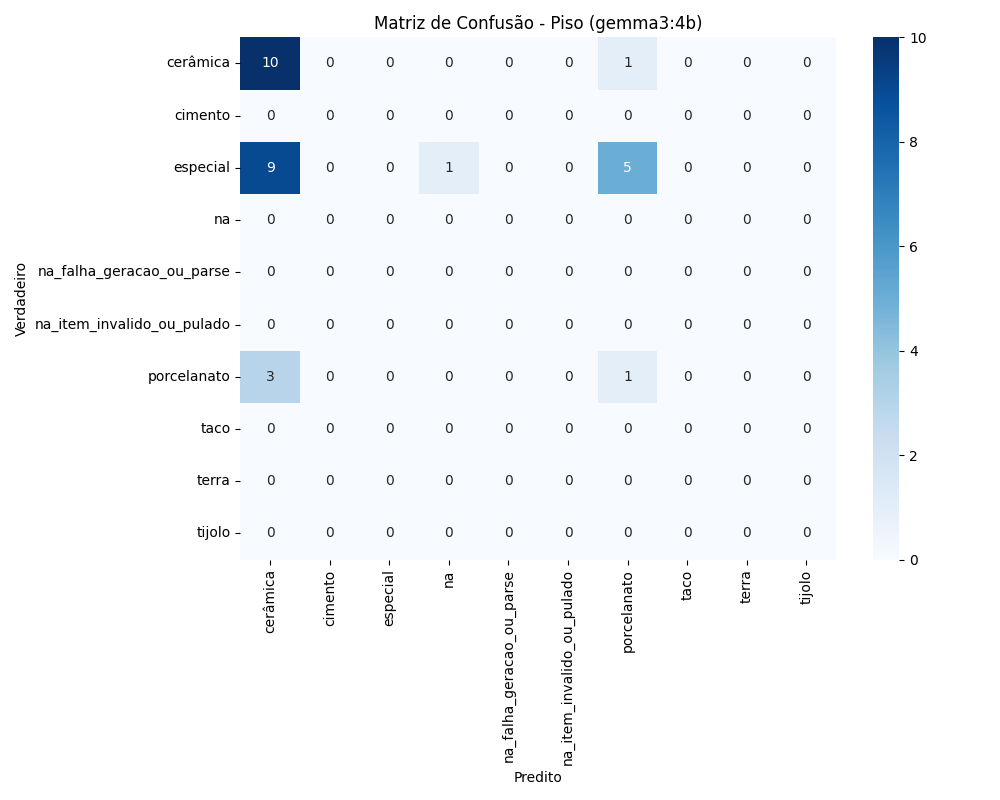 Matriz de Confusão - Piso (gemma3:4b)
cerâmica 10 0 0 0 0 0 1 0 0 0
cimento 0 0 0 0 0 0 0 0 0 0
especial 9 0 0 1 0 0 5 0 0 0
na 0 0 0 0 0 0 0 0 0 0
na_falha_geracao_ou_parse 0 0 0 0 0 0 0 0 0 0
na_item_invalido_ou_pulado 0 0 0 0 0 0 0 0 0 0
porcelanato 3 0 0 0 0 0 1 0 0 0
taco 0 0 0 0 0 0 0 0 0 0
terra 0 0 0 0 0 0 0 0 0 0
tijolo 0 0 0 0 0 0 0 0 0 0
Verdadeiro
cerâmica
cimento
especial
na
na_falha_geracao_ou_parse
na_item_invalido_ou_pulado
porcelanato
taco
terra
tijolo
Predito
10
8
6
4
2
0